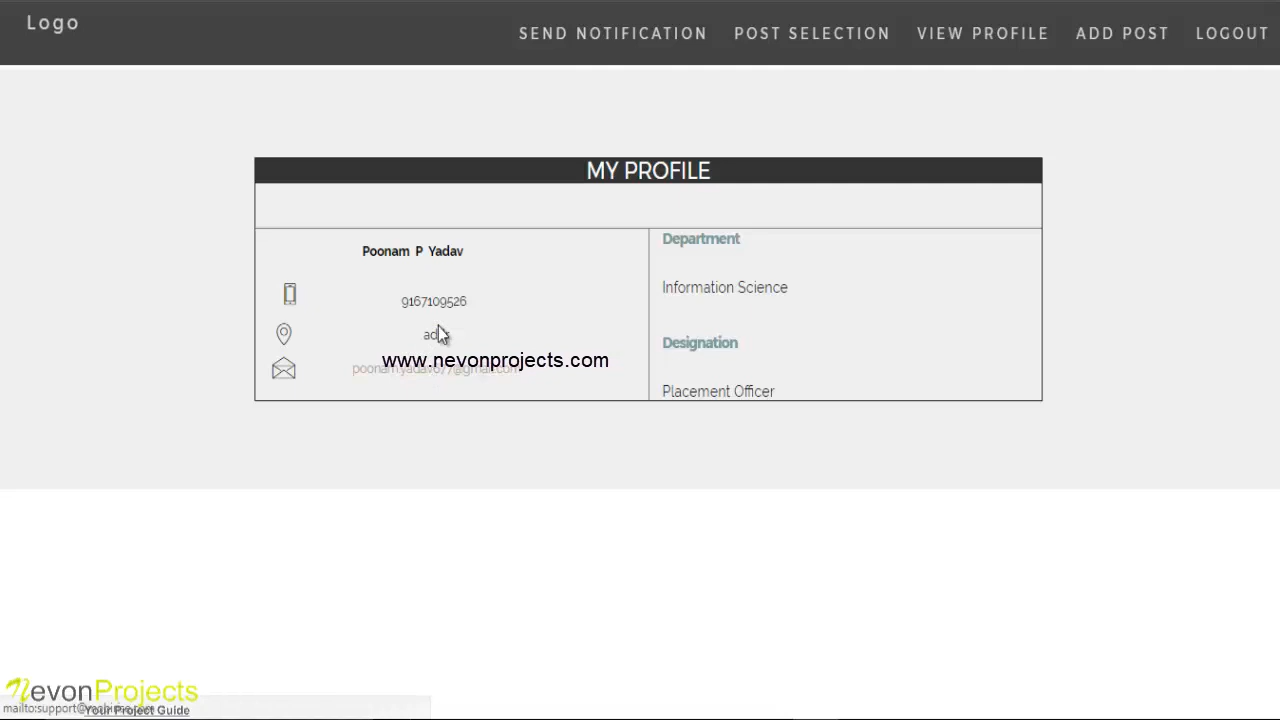 Logo
SEND NOTIFICATION POST SELECTION VIEW PROFILE ADD POST LOGOUT
MY PROFILE
Poonam P Yadav
9167109526
www.nevonprojects.com
Department
Information Science
Designation
Placement Officer
NevonProjects
Your Project Guide